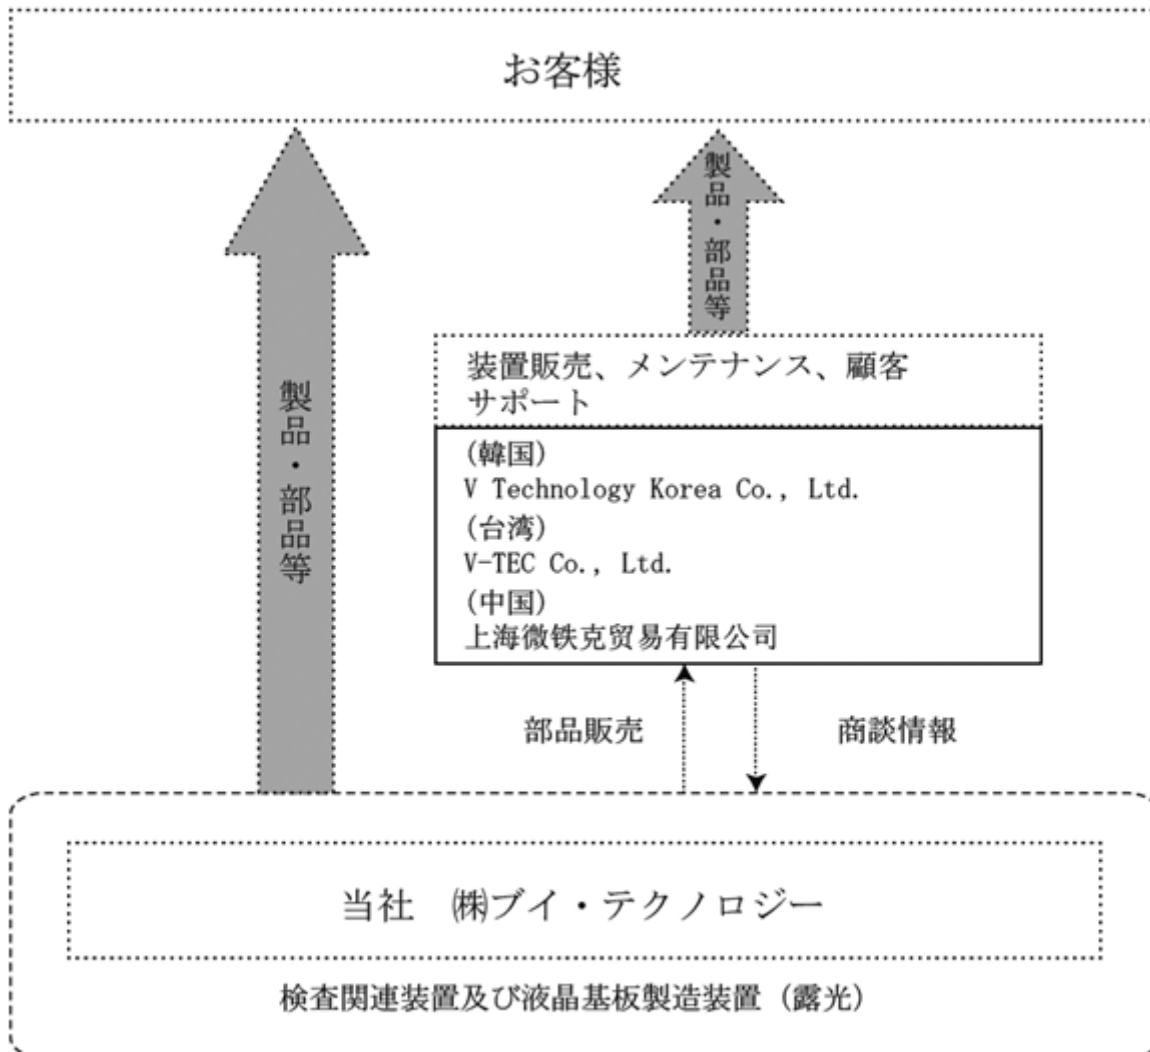 お客様
製品・部品等
製品・部品等
装置販売、メンテナンス、顧客
サポート
(韓国)
V Technology Korea Co., Ltd.
(台湾)
V-TEC Co., Ltd.
(中国)
上海微铁克贸易有限公司
部品販売
商談情報
当社　㈱ブイ・テクノロジー
検査関連装置及び液晶基板製造装置（露光）